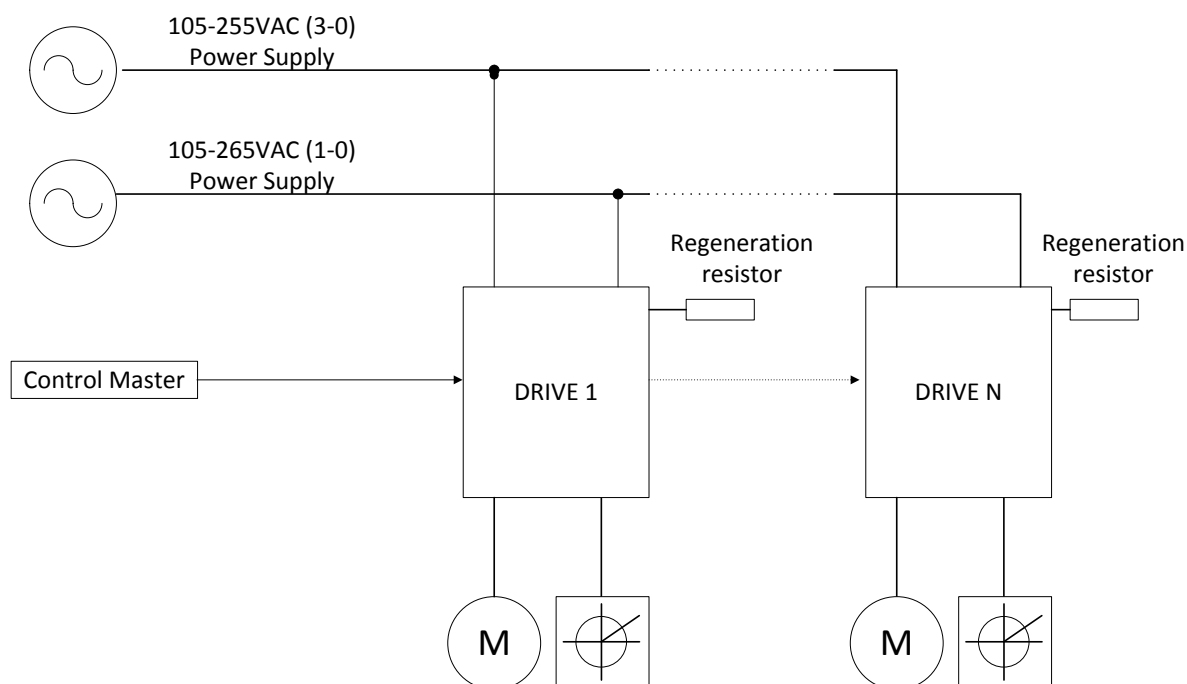 105-255VAC (3-0)
Power Supply
105-265VAC (1-0)
Power Supply
Regeneration
resistor
Regeneration
resistor
Control Master
DRIVE 1
DRIVE N
M
M